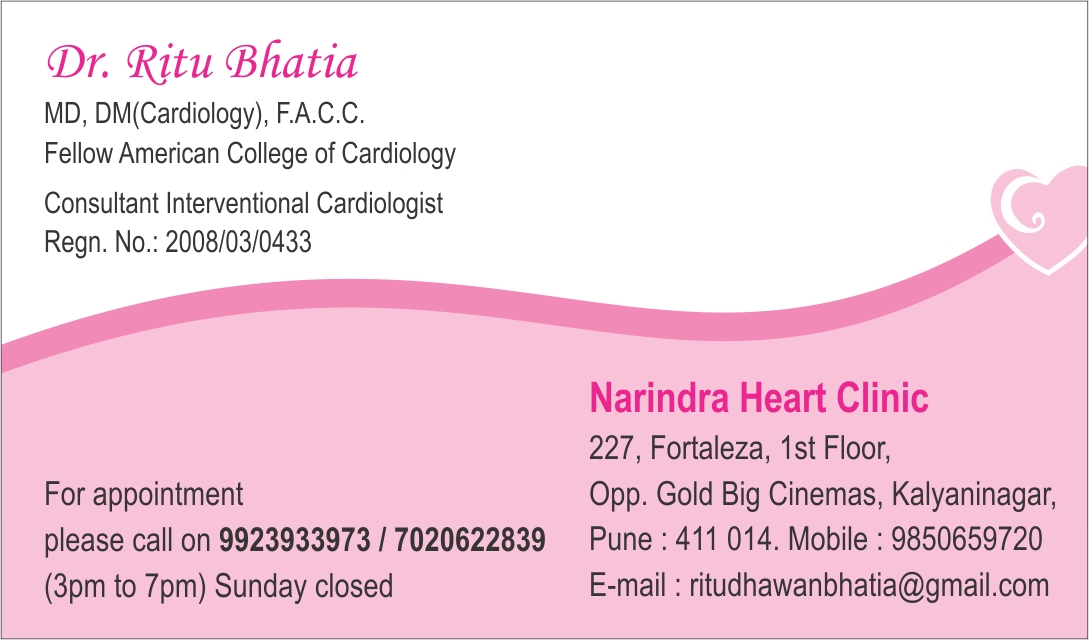 Dr. Ritu Bhatia
MD, DM(Cardiology), F.A.C.C.
Fellow American College of Cardiology
Consultant Interventional Cardiologist
Regn. No.: 2008/03/0433
For appointment
please call on 9923933973 / 7020622839
(3pm to 7pm) Sunday closed
Narindra Heart Clinic
227, Fortaleza, 1st Floor,
Opp. Gold Big Cinemas, Kalyaninagar,
Pune : 411 014. Mobile : 9850659720
E-mail : ritudhawanbhatia@gmail.com